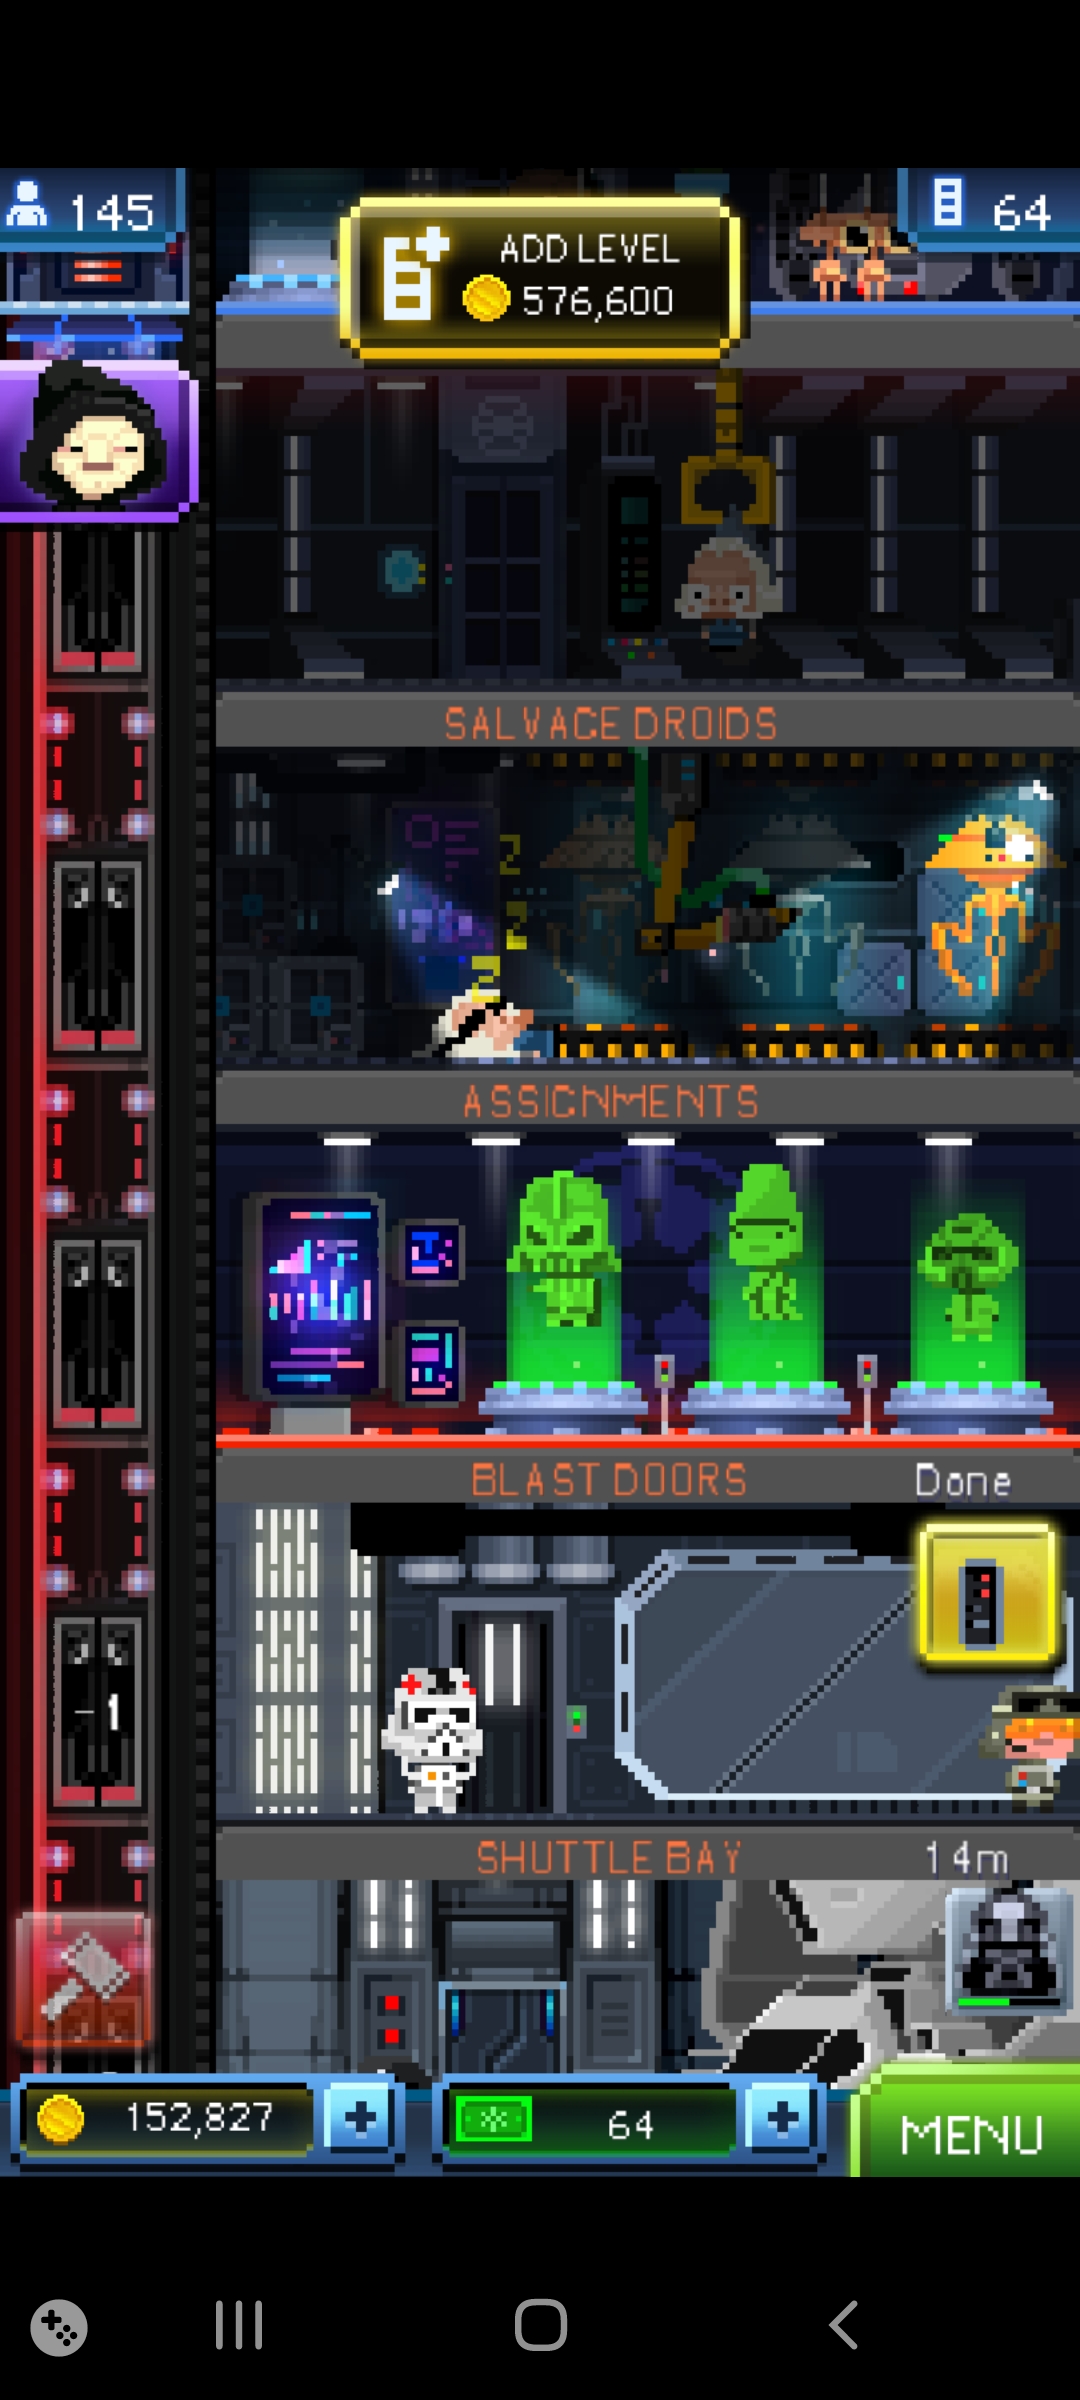 145
ADD LEVEL
576,600
64
SALVAGE DROIDS
ASSIGNMENTS
BLAST DOORS
Done
-1
SHUTTLE BAY
14m
152,827
+
64
+
MENU